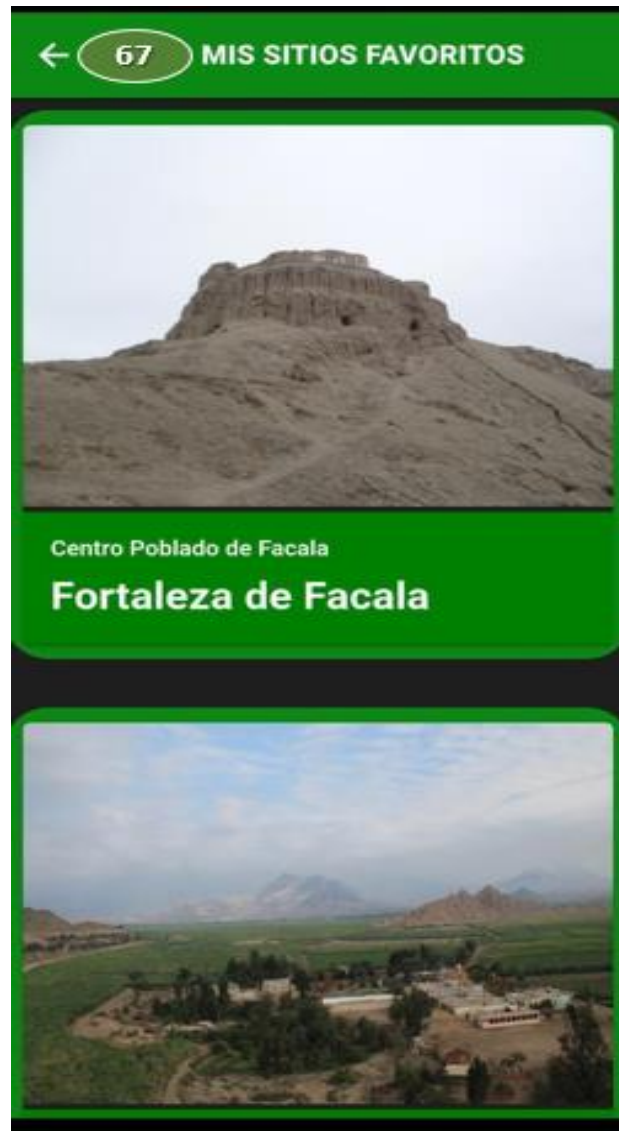 67 MIS SITIOS FAVORITOS
Centro Poblado de Facala
Fortaleza de Facala